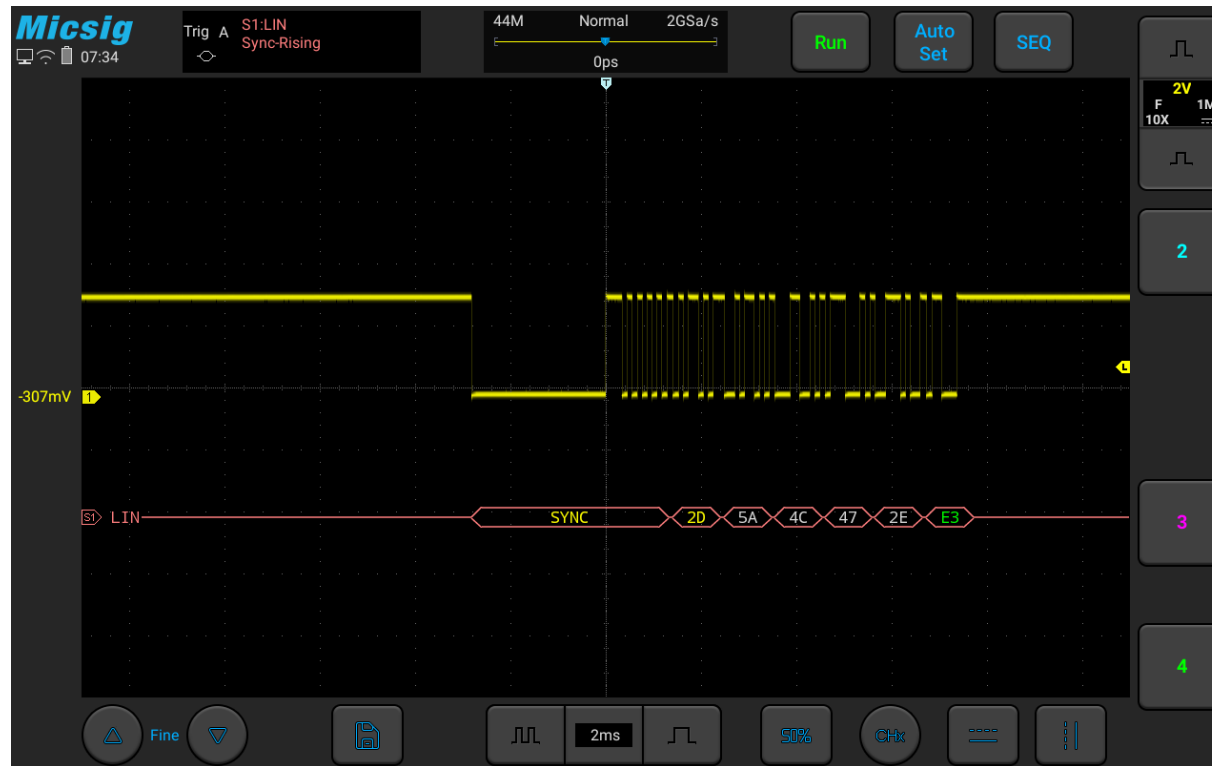 Micsig
07:34
Trig A S1:LIN
Sync-Rising
44M Normal 2GSa/s
0ps
Run
Auto
Set
SEQ
T
2V
F 1M
10X
2
L
-307mV 1
S1 LIN SYNC 2D 5A 4C 47 2E E3
3
4
Fine
2ms
50%
CHx